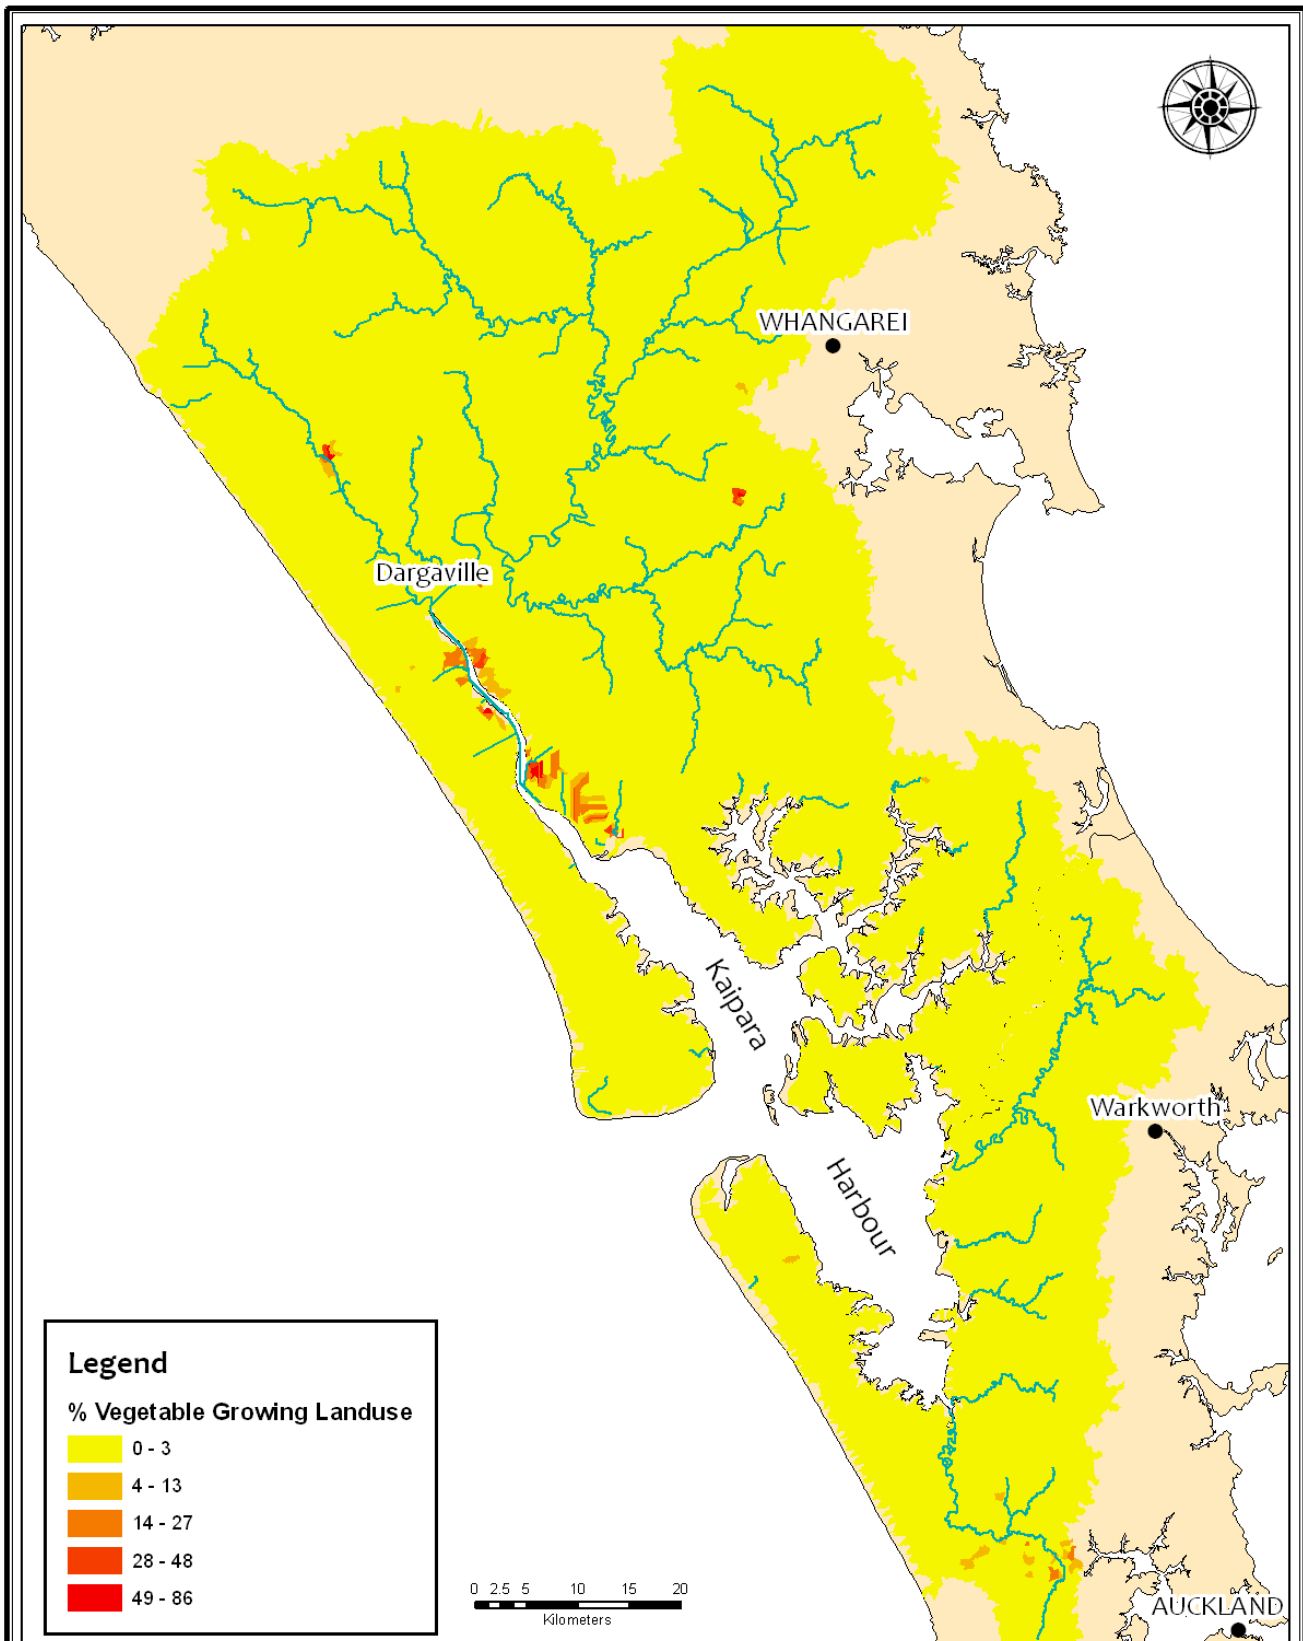 WHANGAREI
Dargaville
Kaipara
Warkworth
Harbour
Legend
% Vegetable Growing Landuse
0 - 3
4 - 13
14 - 27
28 - 48
49 - 86
0 2.5 5 10 15 20
Kilometers
AUCKLAND